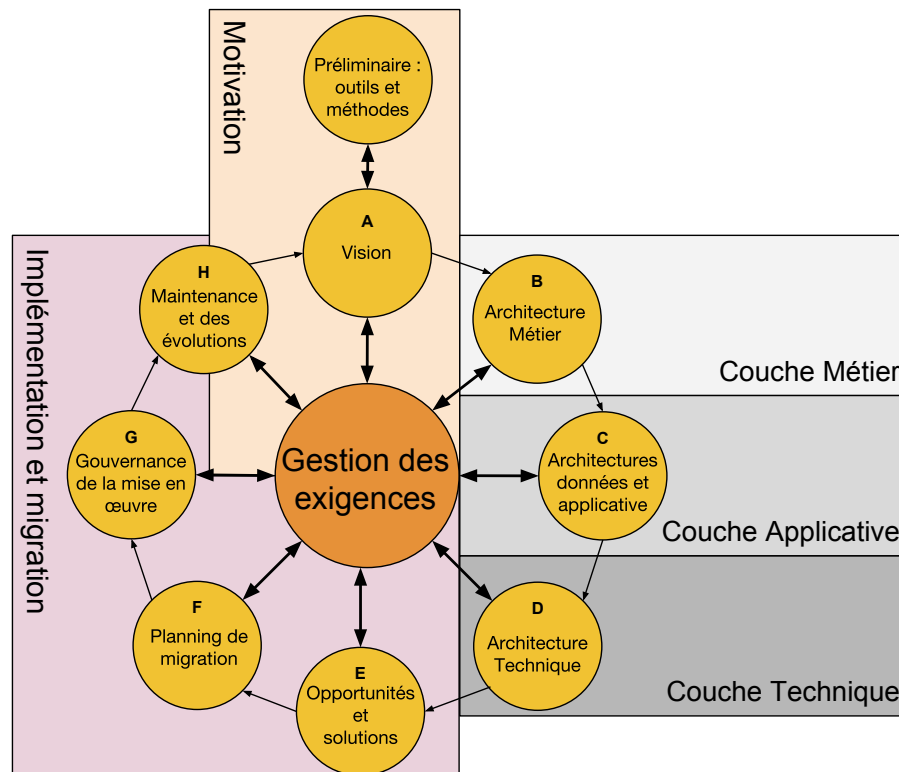 Motivation
Préliminaire :
outils et
méthodes
A
Vision
Implémentation et migration
H
Maintenance
et des
évolutions
B
Architecture
Métier
Couche Métier
G
Gouvernance
de la mise en
œuvre
Gestion des
exigences
C
Architectures
données et
applicative
Couche Applicative
F
Planning de
migration
E
Opportunités
et
solutions
D
Architecture
Technique
Couche Technique